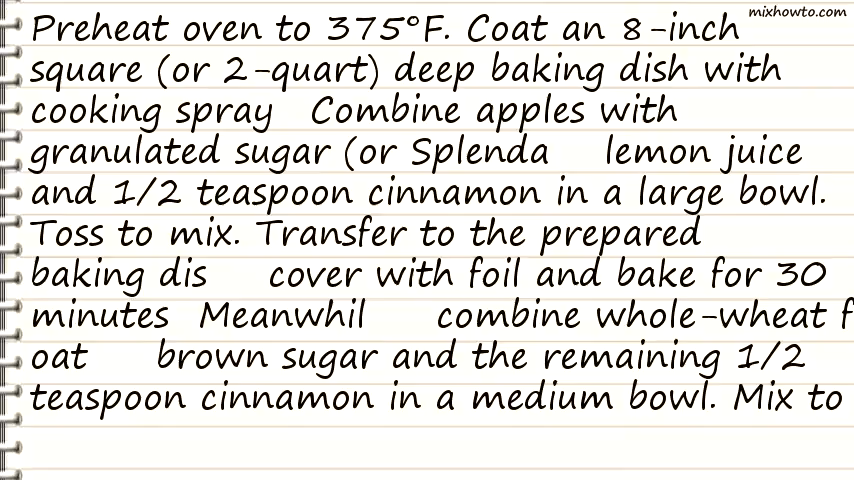 mixhowto.com
Preheat oven to 375°F. Coat an 8-inch
square (or 2-quart) deep baking dish with
cooking spray Combine apples with
granulated sugar (or Splenda lemon juice
and 1/2 teaspoon cinnamon in a large bowl.
Toss to mix. Transfer to the prepared
baking dis cover with foil and bake for 30
minutes Meanwhil combine whole-wheat f
oat brown sugar and the remaining 1/2
teaspoon cinnamon in a medium bowl. Mix to